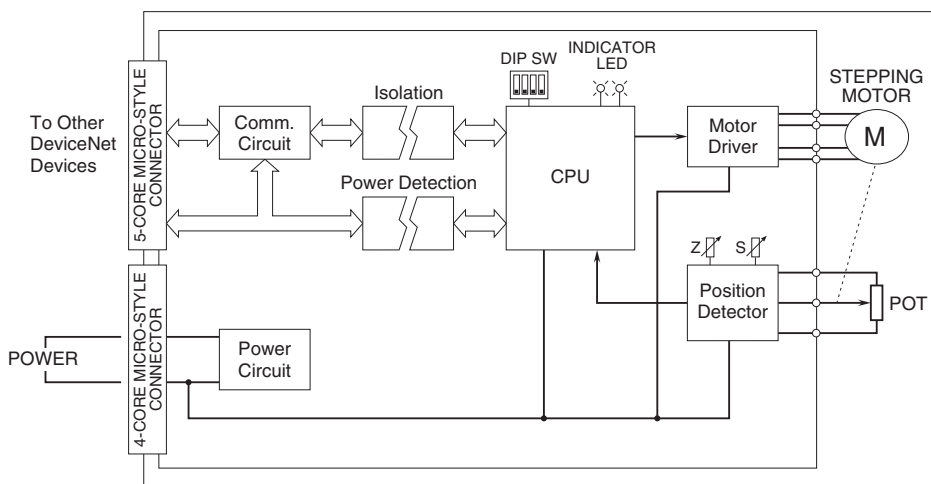 DIP SW
INDICATOR
LED
STEPPING
MOTOR
To Other
DeviceNet
Devices
5-CORE MICRO-STYLE
CONNECTOR
Comm.
Circuit
Isolation
Power Detection
CPU
Motor
Driver
M
Z
S
Position
Detector
POT
POWER
4-CORE MICRO-STYLE
CONNECTOR
Power
Circuit